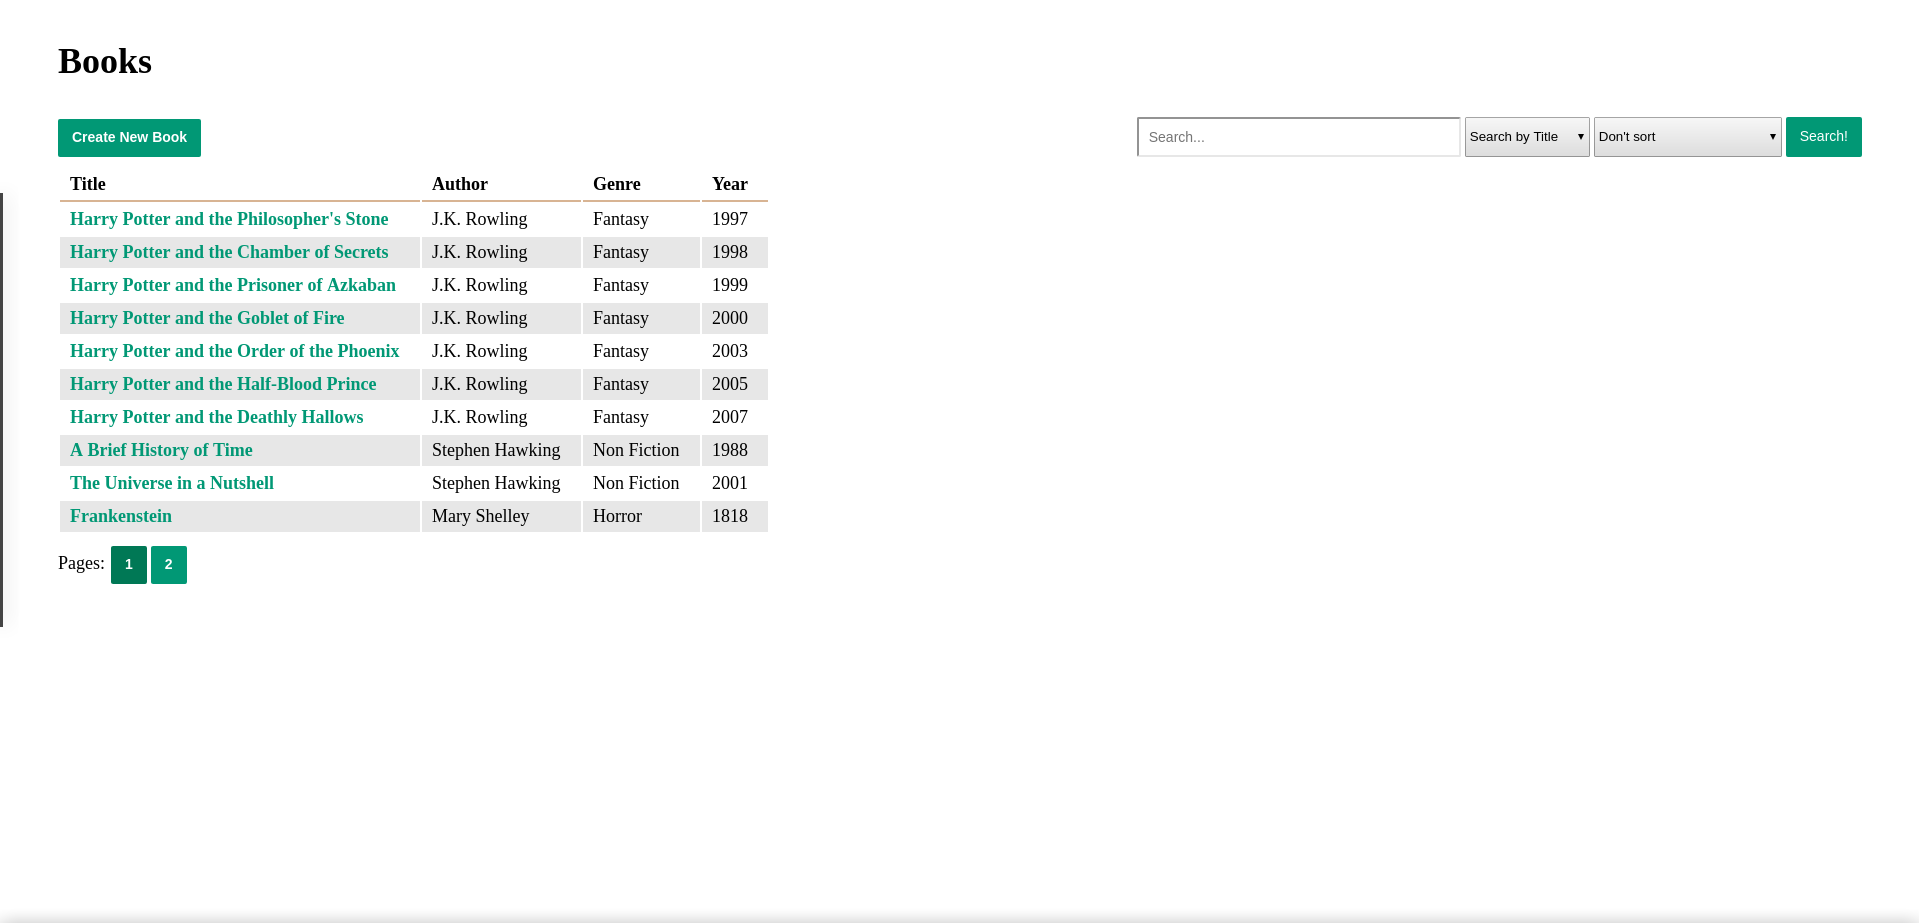 Books
Create New Book
Search... Search by Title Don't sort Search!
Title Author Genre Year
Harry Potter and the Philosopher's Stone J.K. Rowling Fantasy 1997
Harry Potter and the Chamber of Secrets J.K. Rowling Fantasy 1998
Harry Potter and the Prisoner of Azkaban J.K. Rowling Fantasy 1999
Harry Potter and the Goblet of Fire J.K. Rowling Fantasy 2000
Harry Potter and the Order of the Phoenix J.K. Rowling Fantasy 2003
Harry Potter and the Half-Blood Prince J.K. Rowling Fantasy 2005
Harry Potter and the Deathly Hallows J.K. Rowling Fantasy 2007
A Brief History of Time Stephen Hawking Non Fiction 1988
The Universe in a Nutshell Stephen Hawking Non Fiction 2001
Frankenstein Mary Shelley Horror 1818
Pages: 1 2